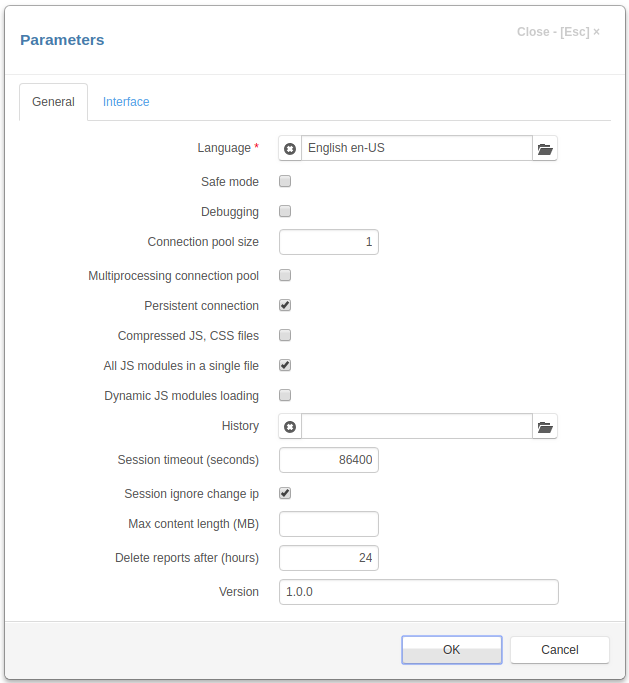 Parameters
Close - [Esc] ×
General
Interface
Language *
English en-US
Safe mode
Debugging
Connection pool size
1
Multiprocessing connection pool
Persistent connection
Compressed JS, CSS files
All JS modules in a single file
Dynamic JS modules loading
History
Session timeout (seconds)
86400
Session ignore change ip
Max content length (MB)
Delete reports after (hours)
24
Version
1.0.0
OK
Cancel